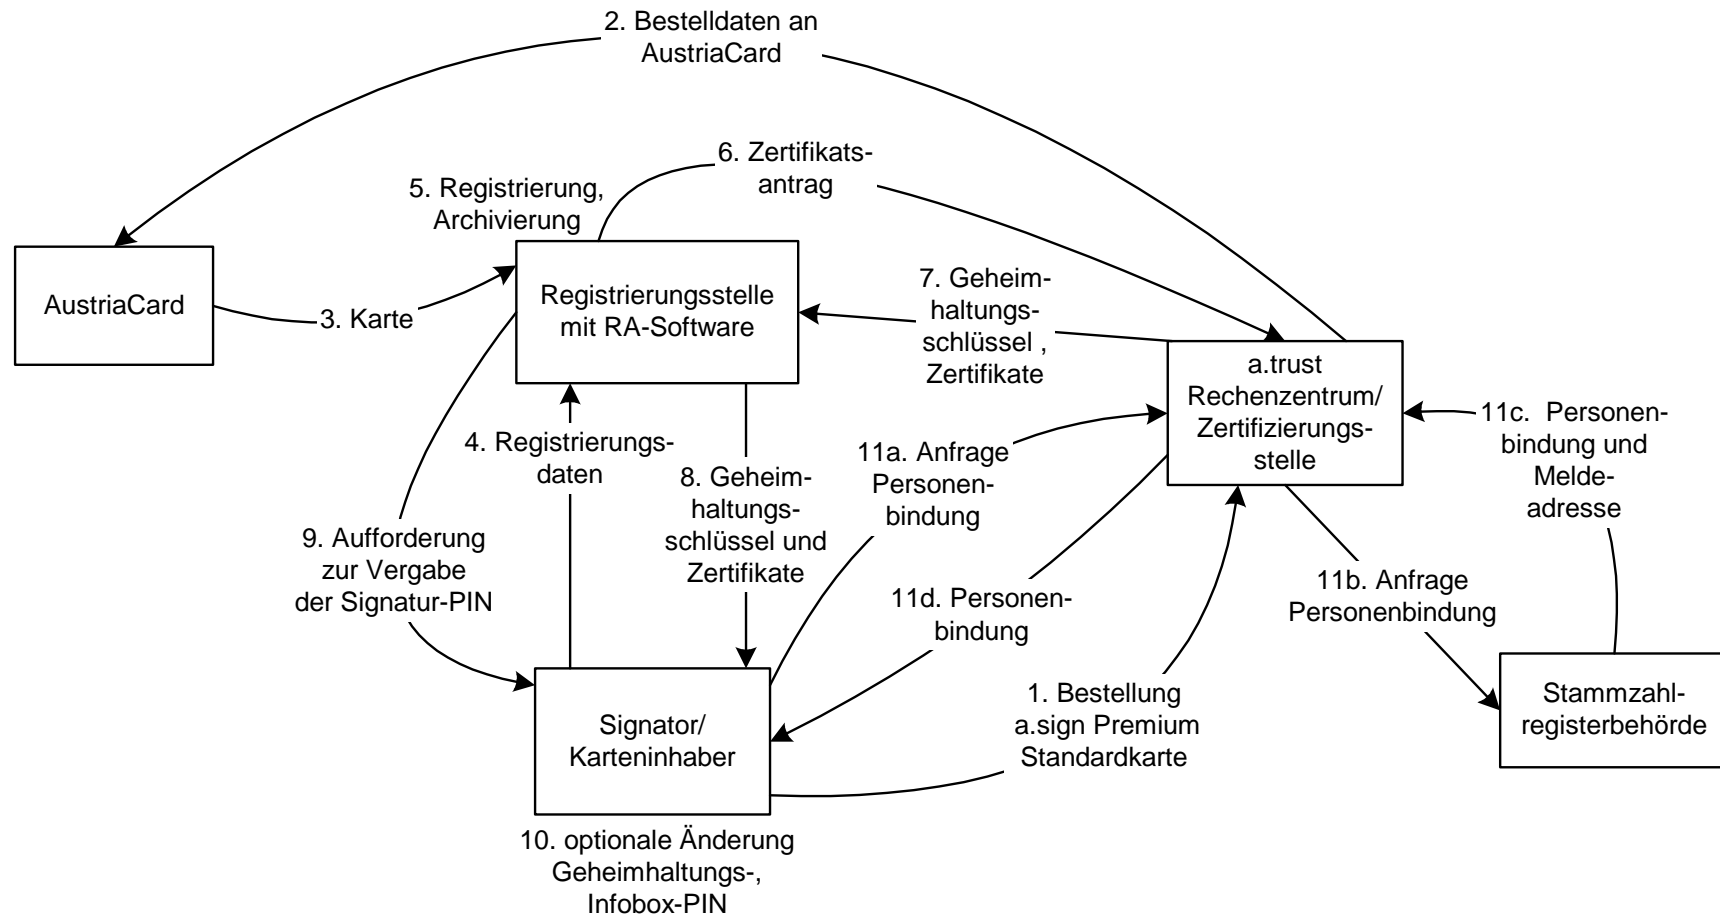 2. Bestelldaten an
AustriaCard
6. Zertifikats-
antrag
5. Registrierung,
Archivierung
AustriaCard
3. Karte
Registrierungsstelle
mit RA-Software
7. Geheim-
haltungs-
schlüssel ,
Zertifikate
a.trust
Rechenzentrum/
Zertifizierungs-
stelle
11c.  Personen-
bindung und
Melde-
adresse
4. Registrierungs-
daten
8. Geheim-
haltungs-
schlüssel und
Zertifikate
11a. Anfrage
Personen-
bindung
9. Aufforderung
zur Vergabe
der Signatur-PIN
11d. Personen-
bindung
11b. Anfrage
Personenbindung
Signator/
Karteninhaber
1. Bestellung
a.sign Premium
Standardkarte
Stammzahl-
registerbehörde
10. optionale Änderung
Geheimhaltungs-,
Infobox-PIN